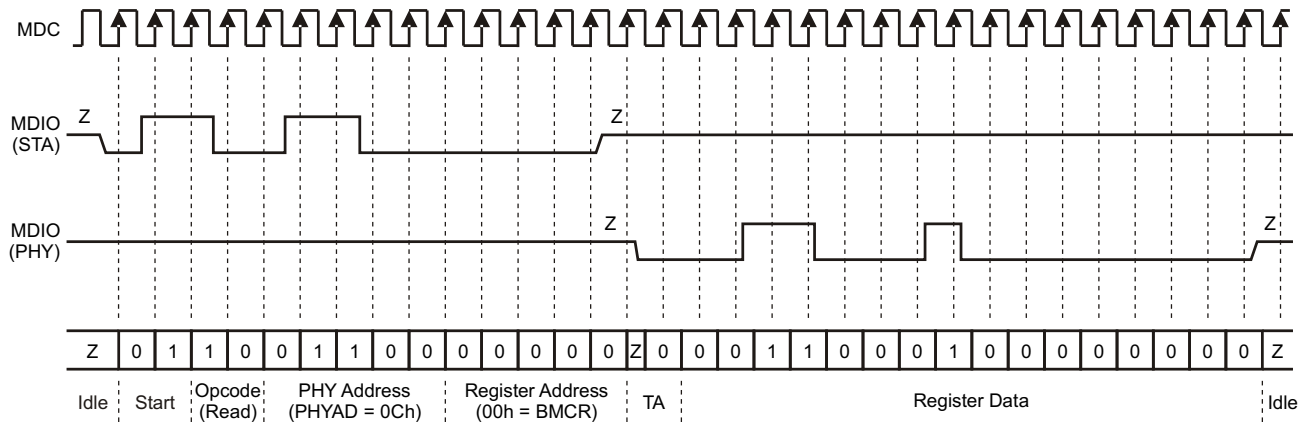 MDC
Z
Z
MDIO
(STA)
Z
Z
MDIO
(PHY)
Z 0 1 1 0 0 1 1 0 0 0 0 0 0 0 Z 0 0 0 1 1 0 0 0 1 0 0 0 0 0 0 0 0 Z
Idle
Start
Opcode
(Read)
PHY Address
(PHYAD = 0Ch)
Register Address
(00h = BMCR)
TA
Register Data
Idle